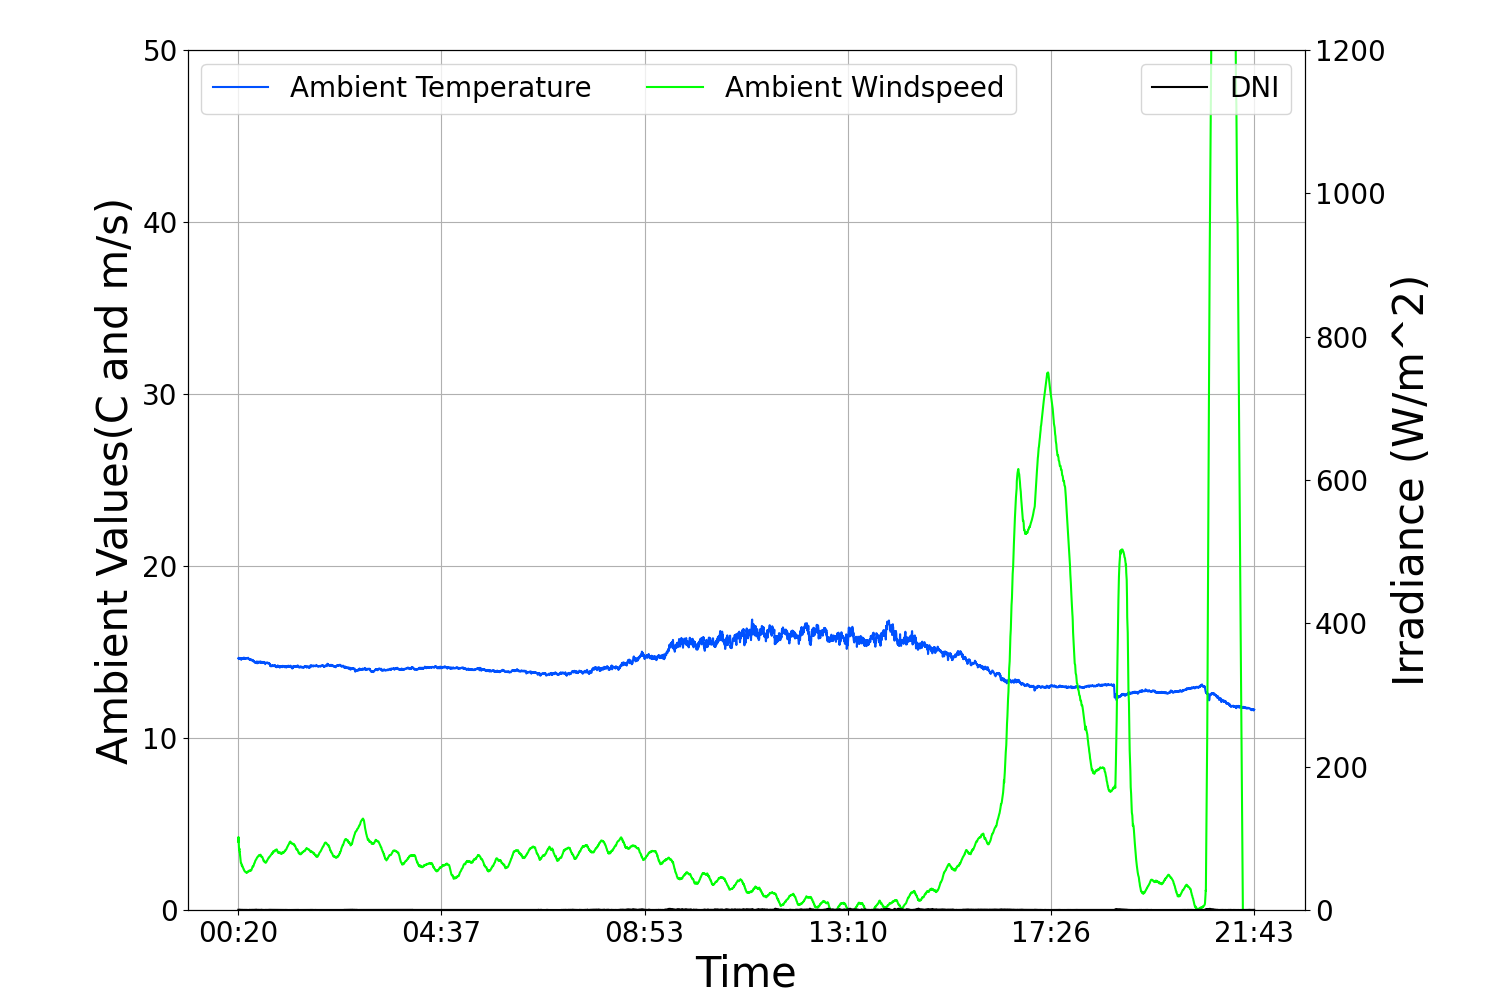 Ambient Temperature
Ambient Windspeed
DNI
Ambient Values(C and m/s)
50
40
30
20
10
0
1200
1000
800
600
400
200
0
Irradiance (W/m^2)
00:20 04:37 08:53 13:10 17:26 21:43
Time